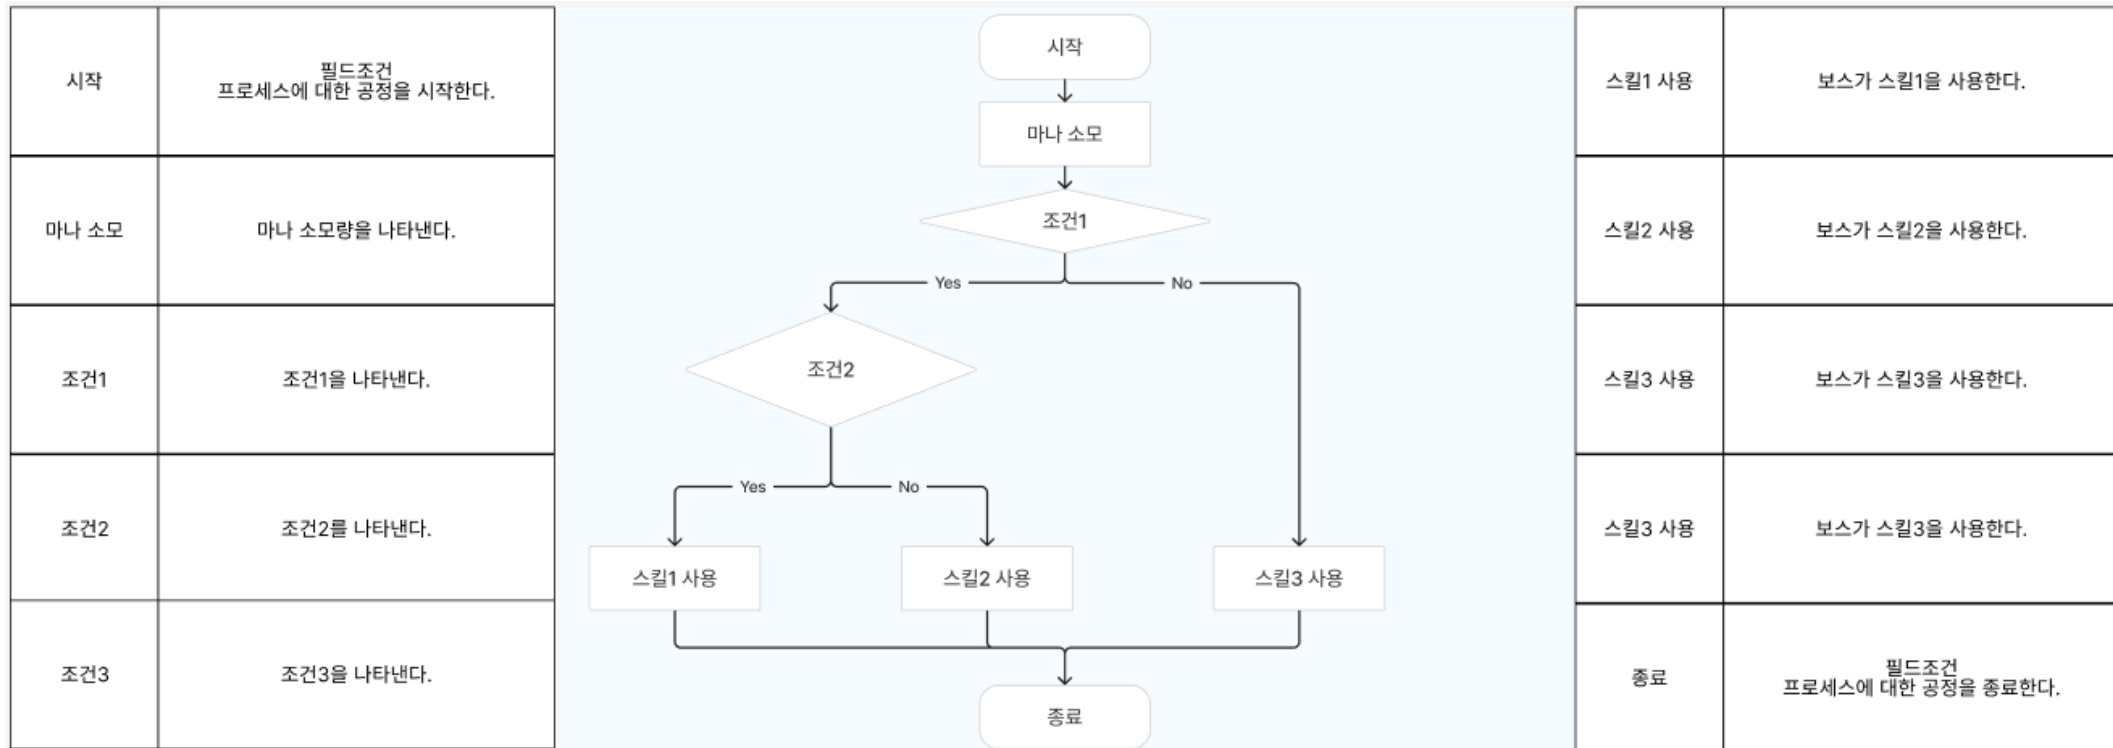 시작
필드조건
프로세스에 대한 공정을 시작한다.
마나 소모
마나 소모량을 나타낸다.
조건1
조건1을 나타낸다.
조건2
조건2를 나타낸다.
조건3
조건3을 나타낸다.
시작
마나 소모
조건1
Yes
No
조건2
Yes
No
스킬1 사용
스킬2 사용
스킬3 사용
종료
스킬1 사용
보스가 스킬1을 사용한다.
스킬2 사용
보스가 스킬2을 사용한다.
스킬3 사용
보스가 스킬3을 사용한다.
스킬3 사용
보스가 스킬3을 사용한다.
종료
필드조건
프로세스에 대한 공정을 종료한다.